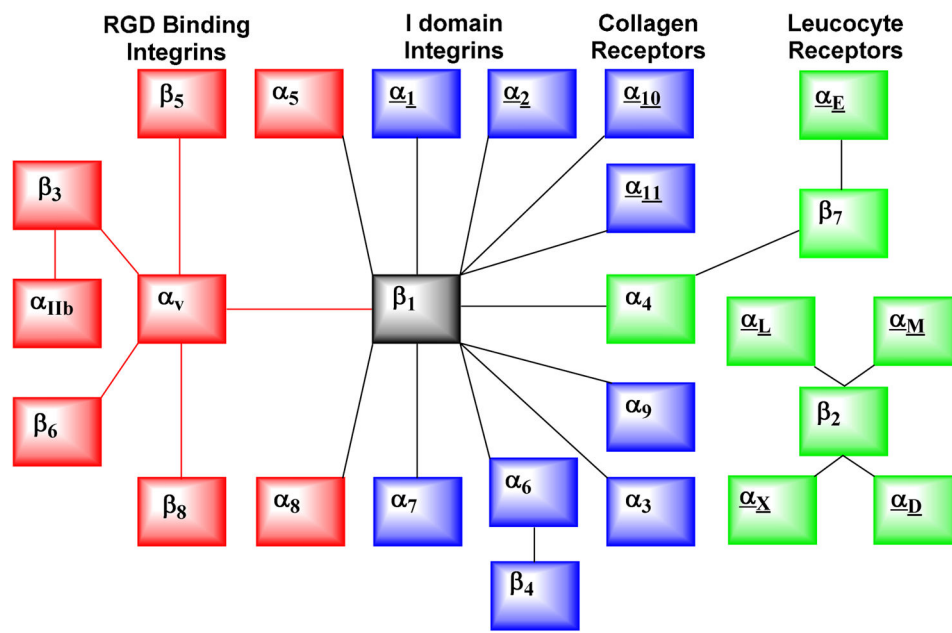 RGD Binding
Integrins
I domain
Integrins
Collagen
Receptors
Leucocyte
Receptors
β5
α5
α1
α2
α10
αE
β3
α11
β7
αIIb
αv
β1
α4
αL
αM
β6
α9
β2
β8
α8
α7
α6
α3
αX
αD
β4